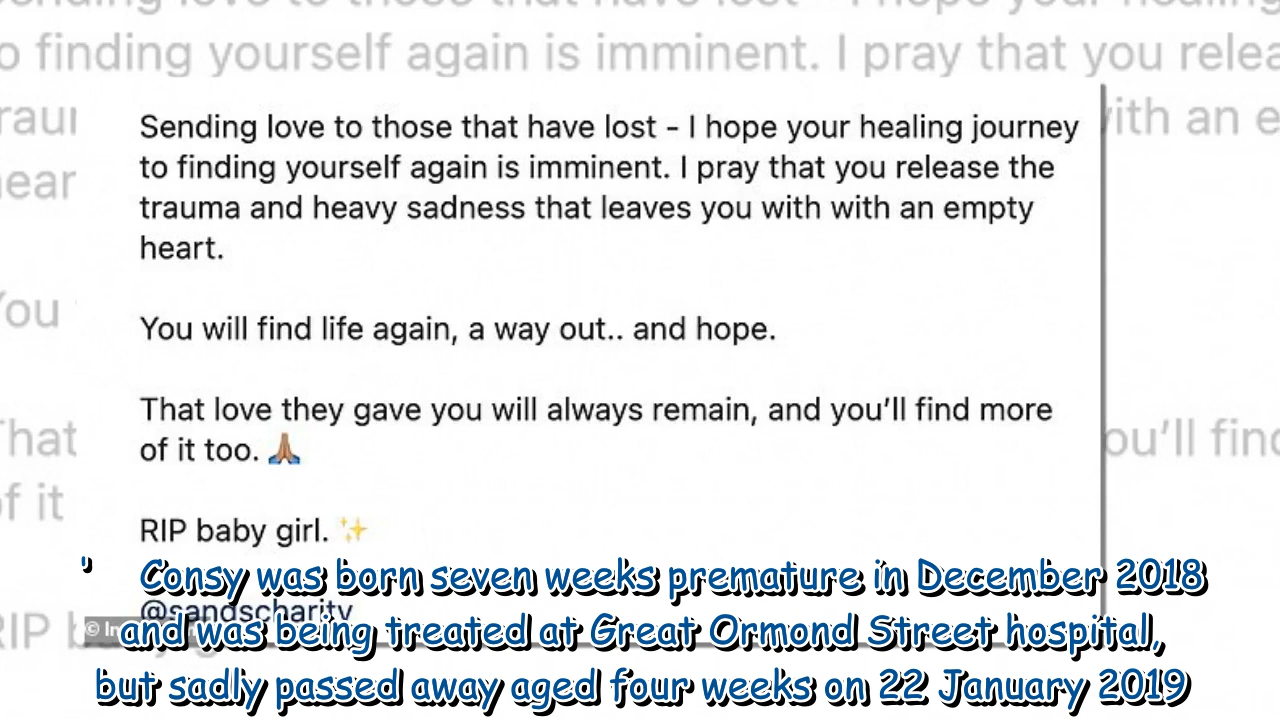 Sending love to those that have lost - I hope your healing journey
to finding yourself again is imminent. I pray that you release the
trauma and heavy sadness that leaves you with with an empty
heart.
You will find life again, a way out.. and hope.
That love they gave you will always remain, and you'll find more
of it too. 🙏🏽
RIP baby girl. ✨
@sandscharity
' Consy was born seven weeks premature in December 2018
and was being treated at Great Ormond Street hospital,
but sadly passed away aged four weeks on 22 January 2019